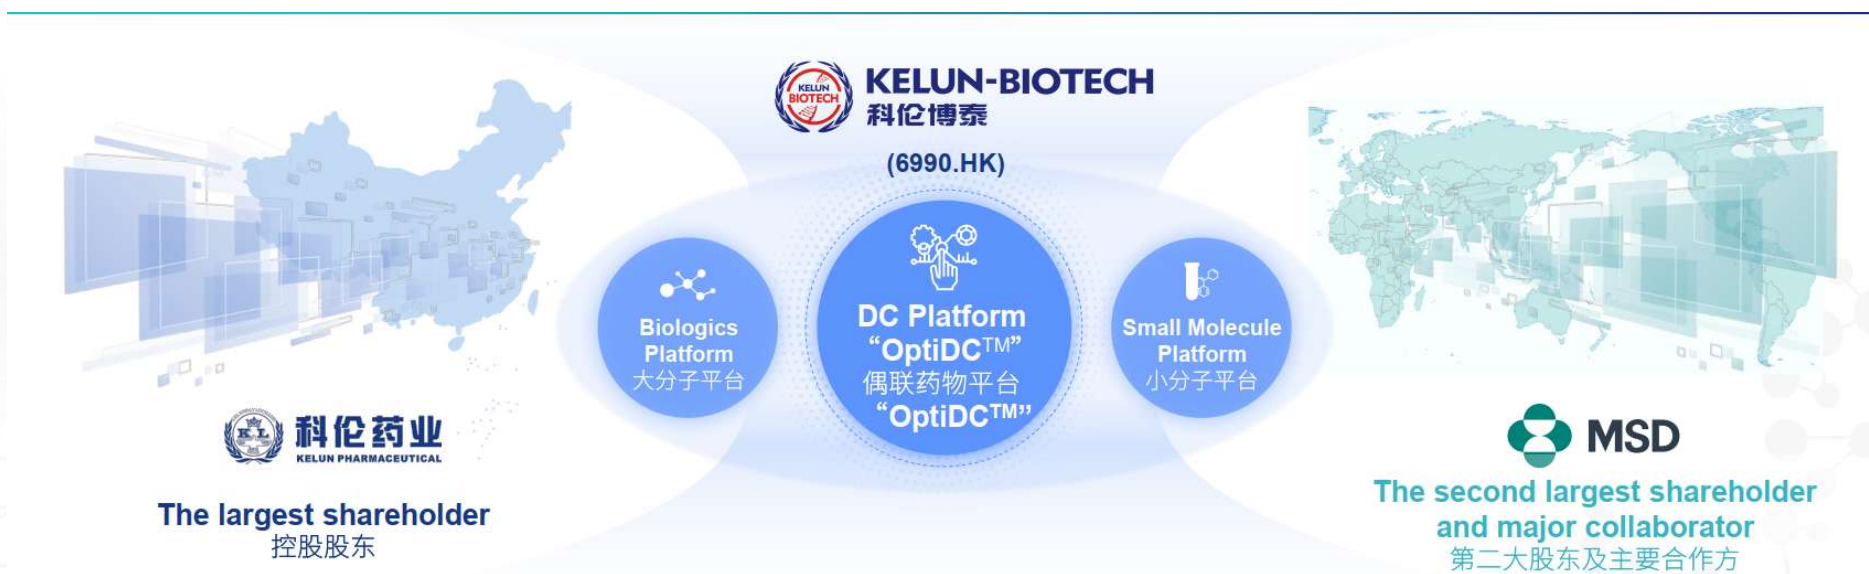 KELUN
BIOTECH
KELUN-BIOTECH
科伦博泰
(6990.HK)
Biologics
Platform
大分子平台
DC Platform
“OptiDC™”
偶联药物平台
“OptiDC™”
Small Molecule
Platform
小分子平台
KL
科伦药业
KELUN PHARMACEUTICAL
The largest shareholder
控股股东
MSD
The second largest shareholder
and major collaborator
第二大股东及主要合作方